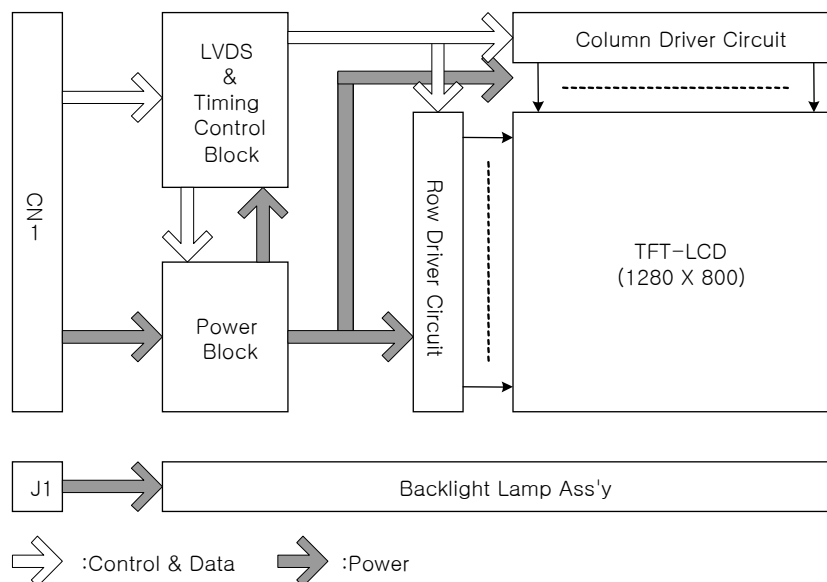 LVDS
&
Timing
Control
Block
Column Driver Circuit
CN-1
Row Driver Circuit
TFT-LCD
(1280 X 800)
Power
Block
J1
Backlight Lamp Ass'y
:Control & Data
:Power